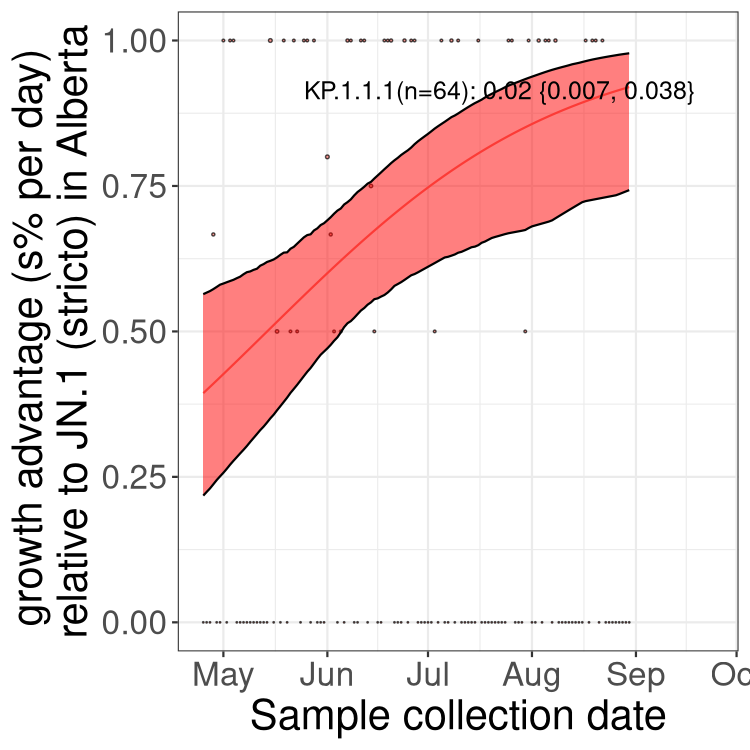 growth advantage (s% per day)
relative to JN.1 (stricto) in Alberta
1.00
0.75
0.50
0.25
0.00
KP.1.1.1(n=64): 0.02 {0.007, 0.038}
May Jun Jul Aug Sep Oc
Sample collection date